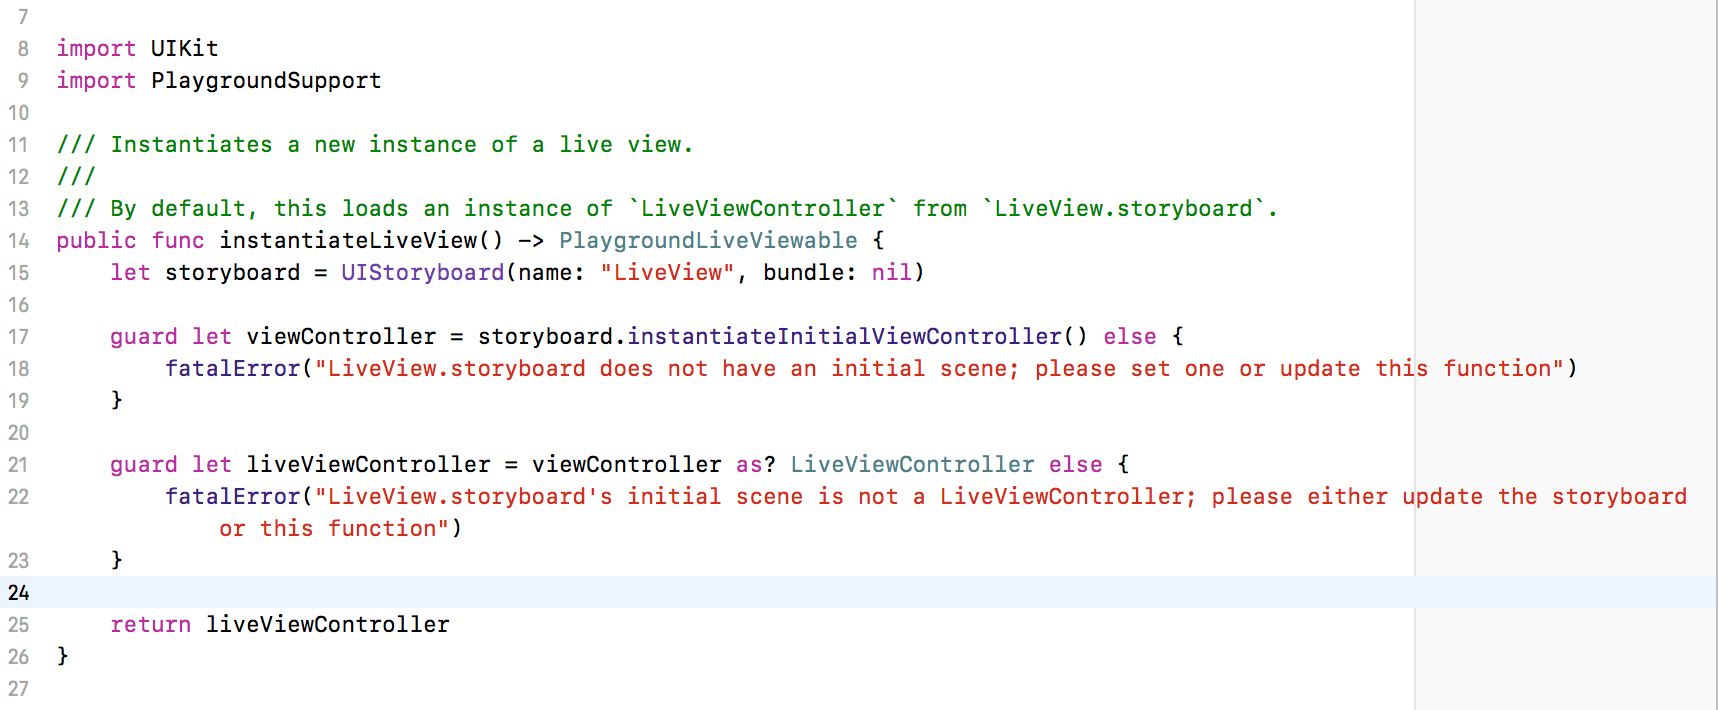 7
8 import UIKit
9 import PlaygroundSupport
10
11 /// Instantiates a new instance of a live view.
12 ///
13 /// By default, this loads an instance of `LiveViewController` from `LiveView.storyboard`.
14 public func instantiateLiveView() -> PlaygroundLiveViewable {
15     let storyboard = UIStoryboard(name: "LiveView", bundle: nil)
16
17     guard let viewController = storyboard.instantiateInitialViewController() else {
18         fatalError("LiveView.storyboard does not have an initial scene; please set one or update this function")
19     }
20
21     guard let liveViewController = viewController as? LiveViewController else {
22         fatalError("LiveView.storyboard's initial scene is not a LiveViewController; please either update the storyboard
            or this function")
23     }
24
25     return liveViewController
26 }
27